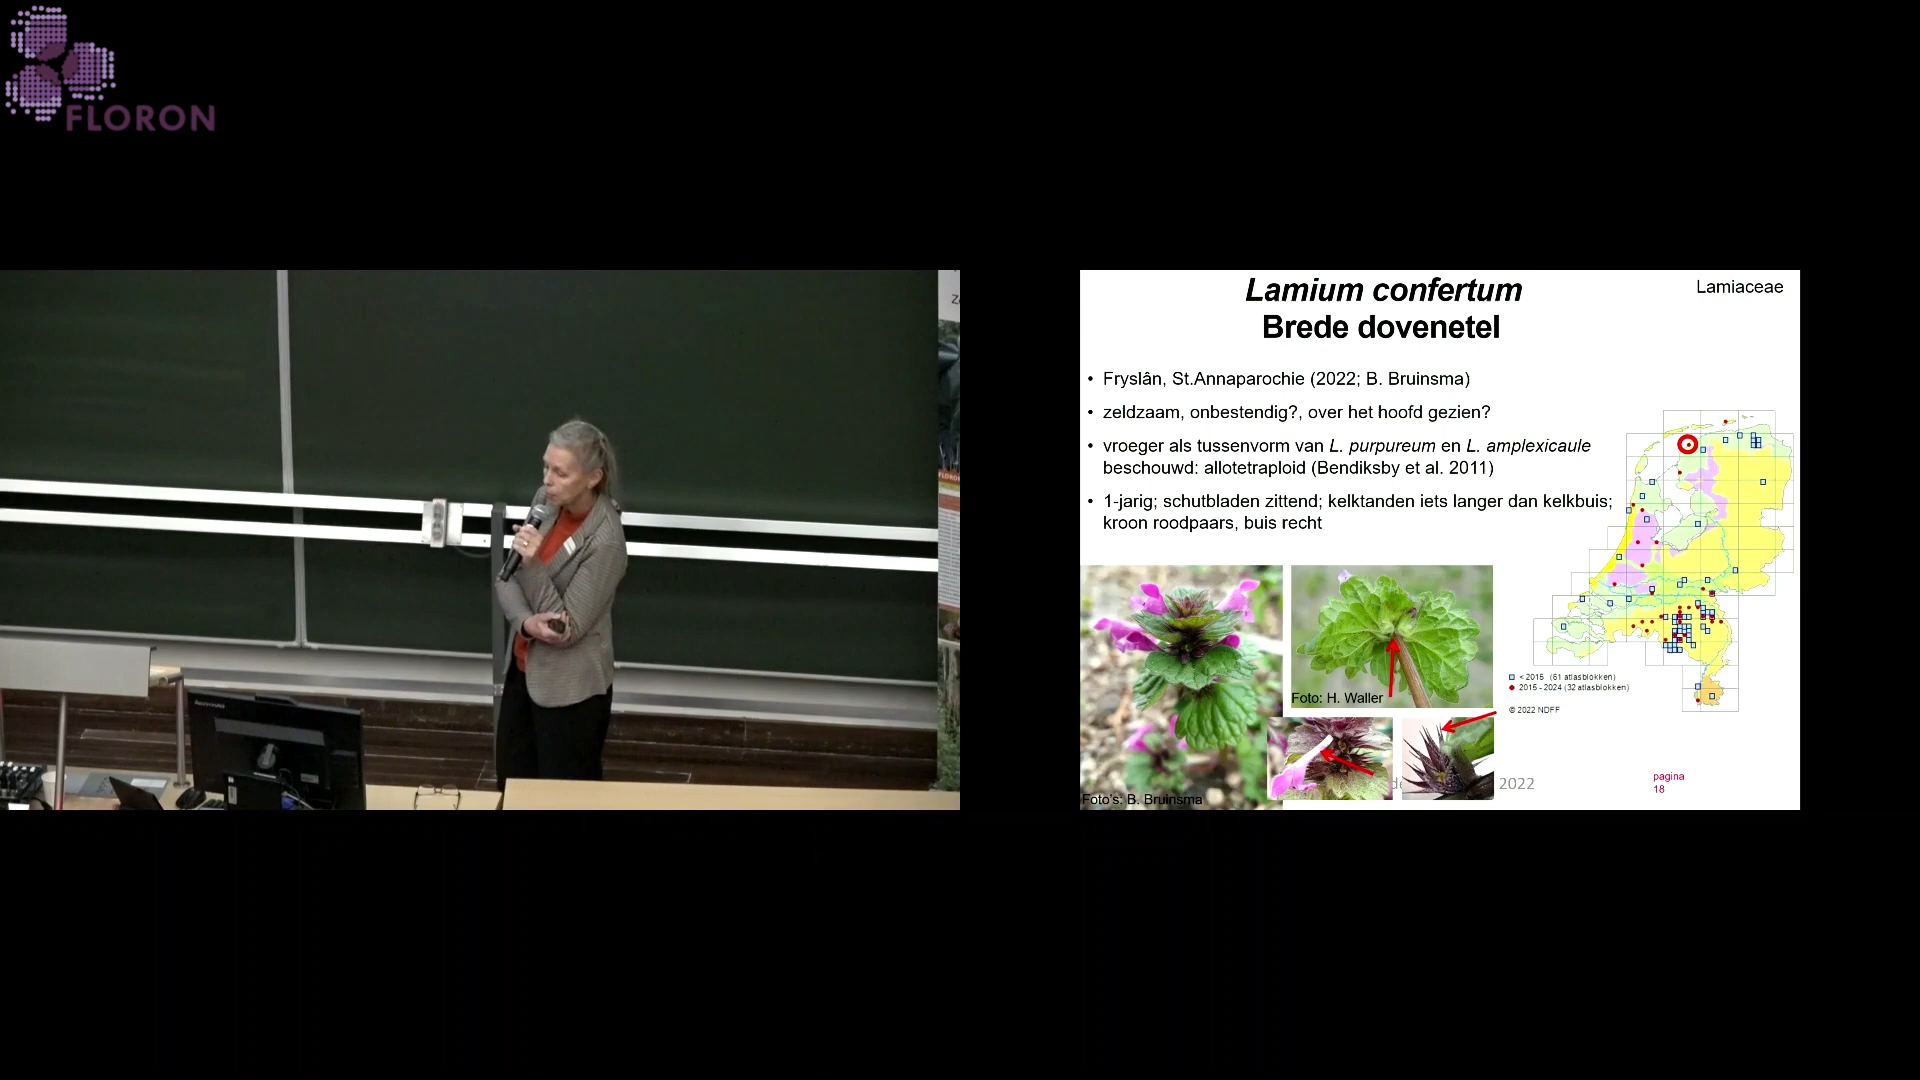 FLORON
Lamium confertum
Lamiaceae
Brede dovenetel
• Fryslân, St.Annaparochie (2022; B. Bruinsma)
• zeldzaam, onbestendig?, over het hoofd gezien?
• vroeger als tussenvorm van L. purpureum en L. amplexicaule
beschouwd: allotetraploid (Bendiksby et al. 2011)
• 1-jarig; schutbladen zittend; kelktanden iets langer dan kelkbuis;
kroon roodpaars, buis recht
< 2015 (61 atlasblokken)
2015 - 2024 (32 atlasblokken)
© 2022 NDFF
Foto: H. Waller
Foto's: B. Bruinsma
2022
pagina
18